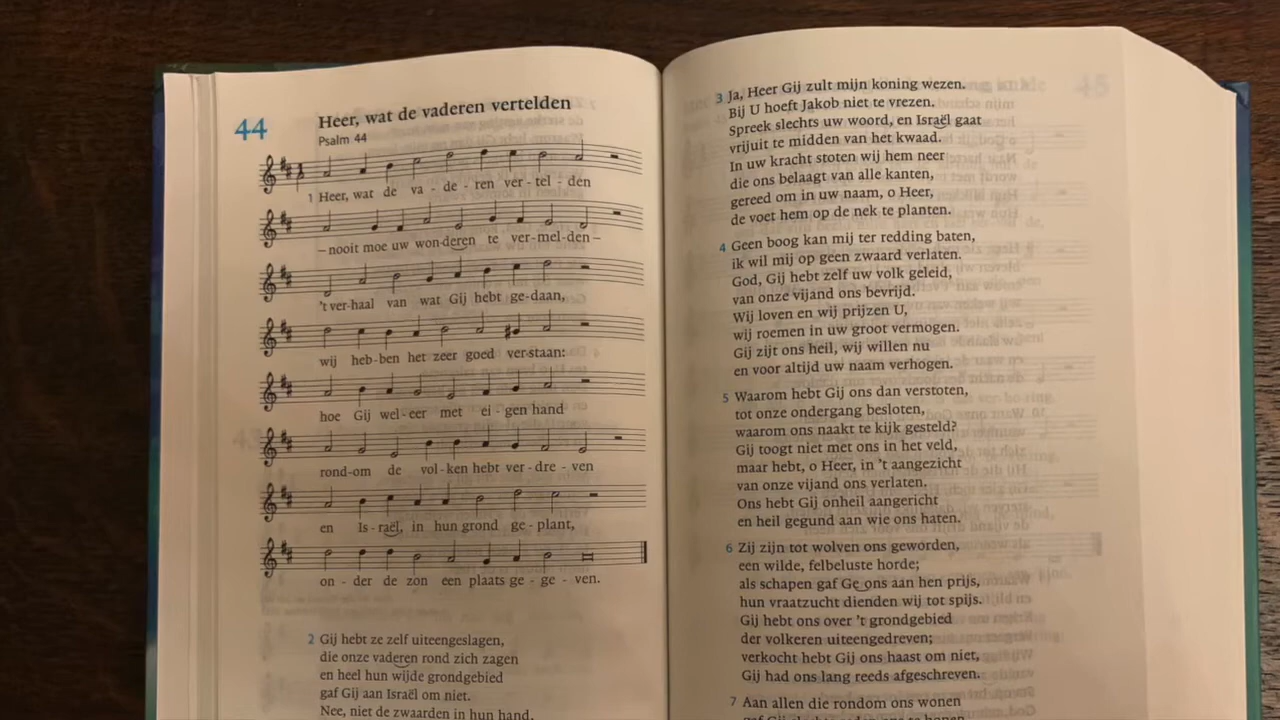 44
Heer, wat de vaderen vertelden
Psalm 44
1 Heer, wat de va - de - ren ver - tel - den
– nooit moe uw won-deren te ver-mel-den –
't ver-haal van wat Gij hebt ge-daan,
wij heb-ben het zeer goed ver-staan:
hoe Gij wel-eer met ei - gen hand
rond-om de vol-ken hebt ver-dre-ven
en Is-raël, in hun grond ge-plant,
on - der de zon een plaats ge - ge - ven.
2 Gij hebt ze zelf uiteengeslagen,
die onze vaderen rond zich zagen
en heel hun wijde grondgebied
gaf Gij aan Israël om niet.
Nee, niet de zwaarden in hun hand,
3 Ja, Heer Gij zult mijn koning wezen.
Bij U hoeft Jakob niet te vrezen.
Spreek slechts uw woord, en Israël gaat
vrijuit te midden van het kwaad.
In uw kracht stoten wij hem neer
die ons belaagt van alle kanten,
gereed om in uw naam, o Heer,
de voet hem op de nek te planten.
4 Geen boog kan mij ter redding baten,
ik wil mij op geen zwaard verlaten.
God, Gij hebt zelf uw volk geleid,
van onze vijand ons bevrijd.
Wij loven en wij prijzen U,
wij roemen in uw groot vermogen.
Gij zijt ons heil, wij willen nu
en voor altijd uw naam verhogen.
5 Waarom hebt Gij ons dan verstoten,
tot onze ondergang besloten,
waarom ons naakt te kijk gesteld?
Gij toogt niet met ons in het veld,
maar hebt, o Heer, in 't aangezicht
van onze vijand ons verlaten.
Ons hebt Gij onheil aangericht
en heil gegund aan wie ons haten.
6 Zij zijn tot wolven ons geworden,
een wilde, felbeluste horde;
als schapen gaf Ge ons aan hen prijs,
hun vraatzucht dienden wij tot spijs.
Gij hebt ons over 't grondgebied
der volkeren uiteengedreven;
verkocht hebt Gij ons haast om niet,
Gij had ons lang reeds afgeschreven.
7 Aan allen die rondom ons wonen